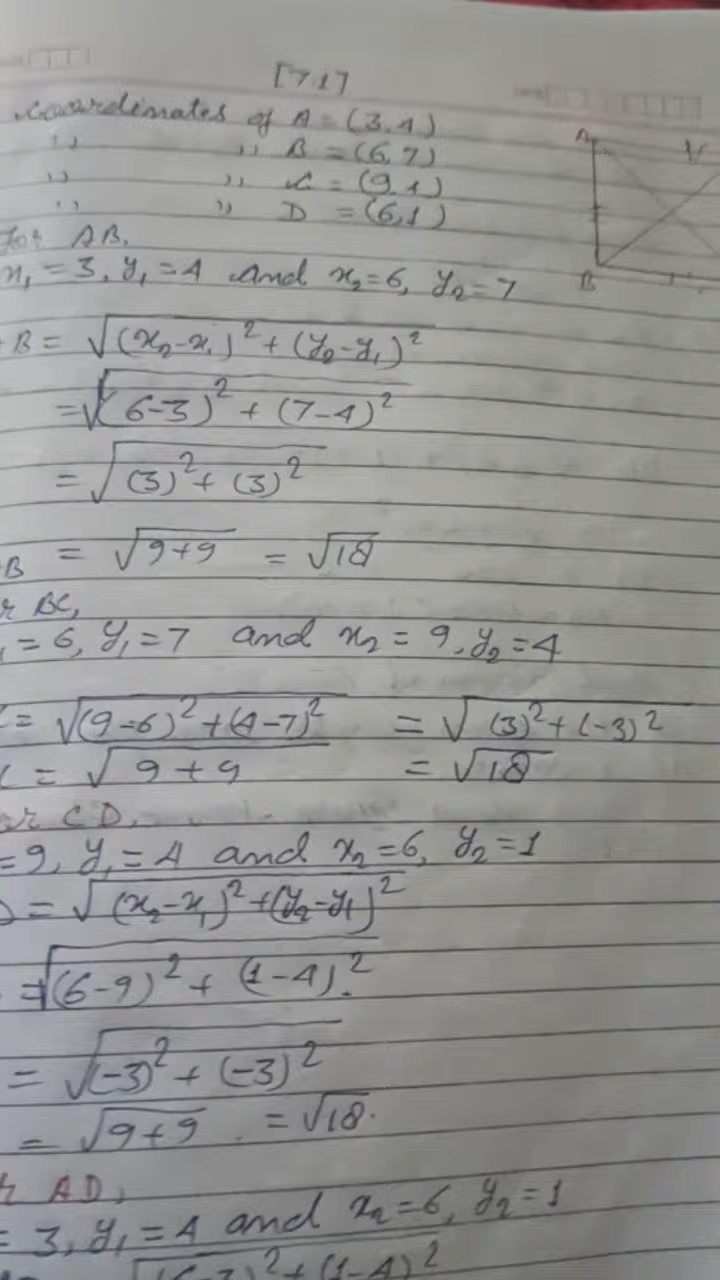 [7.1]
Coordinates of A = (3,4)
,, ,, B = (6,7)
,, ,, C = (9,4)
,, ,, D = (6,1)
for AB,
x₁ = 3, y₁ = 4 and x₂ = 6, y₂ = 7
B = √(x₂-x₁)² + (y₂-y₁)²
= √(6-3)² + (7-4)²
= √(3)² + (3)²
B = √9+9 = √18
r BC,
= 6, y₁ = 7 and x₂ = 9, y₂ = 4
= √(9-6)² + (4-7)² = √(3)² + (-3)²
= √9+9 = √18
r CD,
= 9, y₁ = 4 and x₂ = 6, y₂ = 1
= √(x₂-x₁)² + (y₂-y₁)²
= √(6-9)² + (1-4)²
= √(-3)² + (-3)²
= √9+9 = √18.
r AD,
= 3, y₁ = 4 and x₂ = 6, y₂ = 1
(1-4)²
A
B